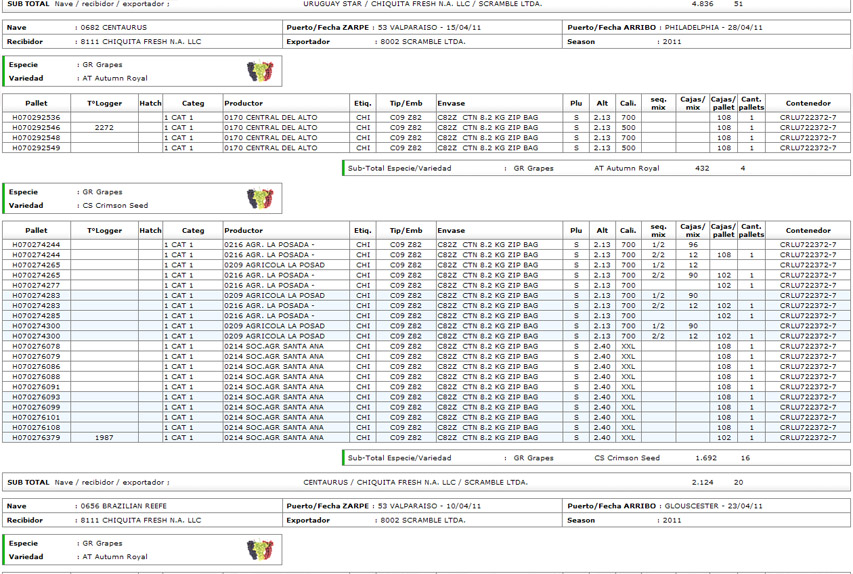 SUB TOTAL Nave / recibidor / exportador : URUGUAY STAR / CHIQUITA FRESH N.A. LLC / SCRAMBLE LTDA. 4.836 51
Nave : 0682 CENTAURUS Puerto/Fecha ZARPE : 53 VALPARAISO - 15/04/11 Puerto/Fecha ARRIBO : PHILADELPHIA - 28/04/11
Recibidor : 8111 CHIQUITA FRESH N.A. LLC Exportador : 8002 SCRAMBLE LTDA. Season : 2011
Especie : GR Grapes
Variedad : AT Autumn Royal
Pallet TºLogger Hatch Categ Productor Etiq. Tip/Emb Envase Plu Alt Cali. seq. mix Cajas/ mix Cajas/ pallet Cant. pallets Contenedor
H070292536 1 CAT 1 0170 CENTRAL DEL ALTO CHI C09 Z82 C82Z CTN 8.2 KG ZIP BAG S 2.13 700 108 1 CRLU722372-7
H070292546 2272 1 CAT 1 0170 CENTRAL DEL ALTO CHI C09 Z82 C82Z CTN 8.2 KG ZIP BAG S 2.13 500 108 1 CRLU722372-7
H070292548 1 CAT 1 0170 CENTRAL DEL ALTO CHI C09 Z82 C82Z CTN 8.2 KG ZIP BAG S 2.13 700 108 1 CRLU722372-7
H070292549 1 CAT 1 0170 CENTRAL DEL ALTO CHI C09 Z82 C82Z CTN 8.2 KG ZIP BAG S 2.13 500 108 1 CRLU722372-7
Sub-Total Especie/Variedad : GR Grapes AT Autumn Royal 432 4
Especie : GR Grapes
Variedad : CS Crimson Seed
Pallet TºLogger Hatch Categ Productor Etiq. Tip/Emb Envase Plu Alt Cali. seq. mix Cajas/ mix Cajas/ pallet Cant. pallets Contenedor
H070274244 1 CAT 1 0216 AGR. LA POSADA - CHI C09 Z82 C82Z CTN 8.2 KG ZIP BAG S 2.13 700 1/2 96 CRLU722372-7
H070274244 1 CAT 1 0216 AGR. LA POSADA - CHI C09 Z82 C82Z CTN 8.2 KG ZIP BAG S 2.13 700 2/2 12 108 1 CRLU722372-7
H070274265 1 CAT 1 0209 AGRICOLA LA POSAD CHI C09 Z82 C82Z CTN 8.2 KG ZIP BAG S 2.13 700 1/2 12 CRLU722372-7
H070274265 1 CAT 1 0216 AGR. LA POSADA - CHI C09 Z82 C82Z CTN 8.2 KG ZIP BAG S 2.13 700 2/2 90 102 1 CRLU722372-7
H070274277 1 CAT 1 0216 AGR. LA POSADA - CHI C09 Z82 C82Z CTN 8.2 KG ZIP BAG S 2.13 700 102 1 CRLU722372-7
H070274283 1 CAT 1 0209 AGRICOLA LA POSAD CHI C09 Z82 C82Z CTN 8.2 KG ZIP BAG S 2.13 700 1/2 90 CRLU722372-7
H070274283 1 CAT 1 0216 AGR. LA POSADA - CHI C09 Z82 C82Z CTN 8.2 KG ZIP BAG S 2.13 700 2/2 12 102 1 CRLU722372-7
H070274285 1 CAT 1 0216 AGR. LA POSADA - CHI C09 Z82 C82Z CTN 8.2 KG ZIP BAG S 2.13 700 102 1 CRLU722372-7
H070274300 1 CAT 1 0209 AGRICOLA LA POSAD CHI C09 Z82 C82Z CTN 8.2 KG ZIP BAG S 2.13 700 1/2 90 CRLU722372-7
H070274300 1 CAT 1 0209 AGRICOLA LA POSAD CHI C09 Z82 C82Z CTN 8.2 KG ZIP BAG S 2.13 700 2/2 12 102 1 CRLU722372-7
H070276078 1 CAT 1 0214 SOC.AGR SANTA ANA CHI C09 Z82 C82Z CTN 8.2 KG ZIP BAG S 2.40 XXL 108 1 CRLU722372-7
H070276079 1 CAT 1 0214 SOC.AGR SANTA ANA CHI C09 Z82 C82Z CTN 8.2 KG ZIP BAG S 2.40 XXL 108 1 CRLU722372-7
H070276086 1 CAT 1 0214 SOC.AGR SANTA ANA CHI C09 Z82 C82Z CTN 8.2 KG ZIP BAG S 2.40 XXL 108 1 CRLU722372-7
H070276088 1 CAT 1 0214 SOC.AGR SANTA ANA CHI C09 Z82 C82Z CTN 8.2 KG ZIP BAG S 2.40 XXL 108 1 CRLU722372-7
H070276091 1 CAT 1 0214 SOC.AGR SANTA ANA CHI C09 Z82 C82Z CTN 8.2 KG ZIP BAG S 2.40 XXL 108 1 CRLU722372-7
H070276093 1 CAT 1 0214 SOC.AGR SANTA ANA CHI C09 Z82 C82Z CTN 8.2 KG ZIP BAG S 2.40 XXL 108 1 CRLU722372-7
H070276099 1 CAT 1 0214 SOC.AGR SANTA ANA CHI C09 Z82 C82Z CTN 8.2 KG ZIP BAG S 2.40 XXL 108 1 CRLU722372-7
H070276101 1 CAT 1 0214 SOC.AGR SANTA ANA CHI C09 Z82 C82Z CTN 8.2 KG ZIP BAG S 2.40 XXL 108 1 CRLU722372-7
H070276108 1 CAT 1 0214 SOC.AGR SANTA ANA CHI C09 Z82 C82Z CTN 8.2 KG ZIP BAG S 2.40 XXL 108 1 CRLU722372-7
H070276379 1987 1 CAT 1 0214 SOC.AGR SANTA ANA CHI C09 Z82 C82Z CTN 8.2 KG ZIP BAG S 2.40 XXL 102 1 CRLU722372-7
Sub-Total Especie/Variedad : GR Grapes CS Crimson Seed 1.692 16
SUB TOTAL Nave / recibidor / exportador : CENTAURUS / CHIQUITA FRESH N.A. LLC / SCRAMBLE LTDA. 2.124 20
Nave : 0656 BRAZILIAN REEFE Puerto/Fecha ZARPE : 53 VALPARAISO - 10/04/11 Puerto/Fecha ARRIBO : GLOUSCESTER - 23/04/11
Recibidor : 8111 CHIQUITA FRESH N.A. LLC Exportador : 8002 SCRAMBLE LTDA. Season : 2011
Especie : GR Grapes
Variedad : AT Autumn Royal